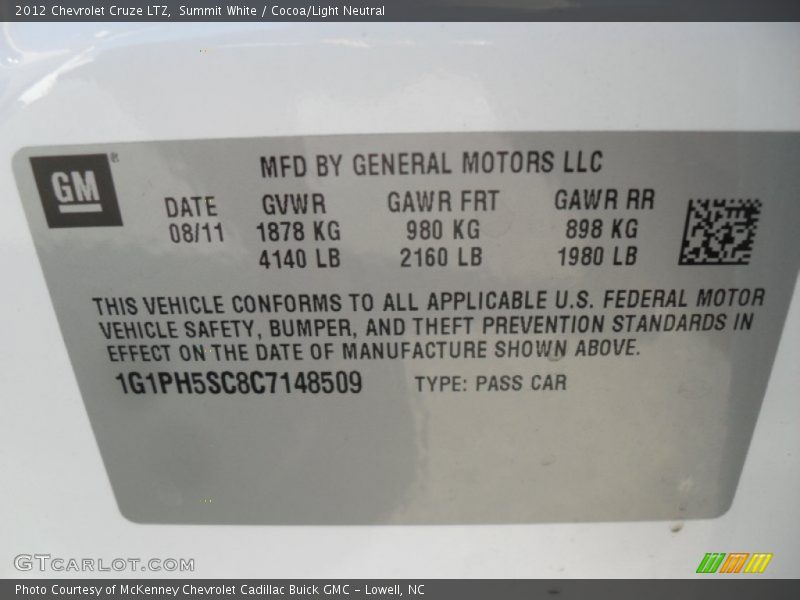 2012 Chevrolet Cruze LTZ,  Summit White / Cocoa/Light Neutral
GM ®
MFD BY GENERAL MOTORS LLC
DATE GVWR GAWR FRT GAWR RR
08/11 1878 KG 980 KG 898 KG
4140 LB 2160 LB 1980 LB
THIS VEHICLE CONFORMS TO ALL APPLICABLE U.S. FEDERAL MOTOR
VEHICLE SAFETY, BUMPER, AND THEFT PREVENTION STANDARDS IN
EFFECT ON THE DATE OF MANUFACTURE SHOWN ABOVE.
1G1PH5SC8C7148509 TYPE: PASS CAR
GTCARLOT.COM
Photo Courtesy of McKenney Chevrolet Cadillac Buick GMC - Lowell, NC